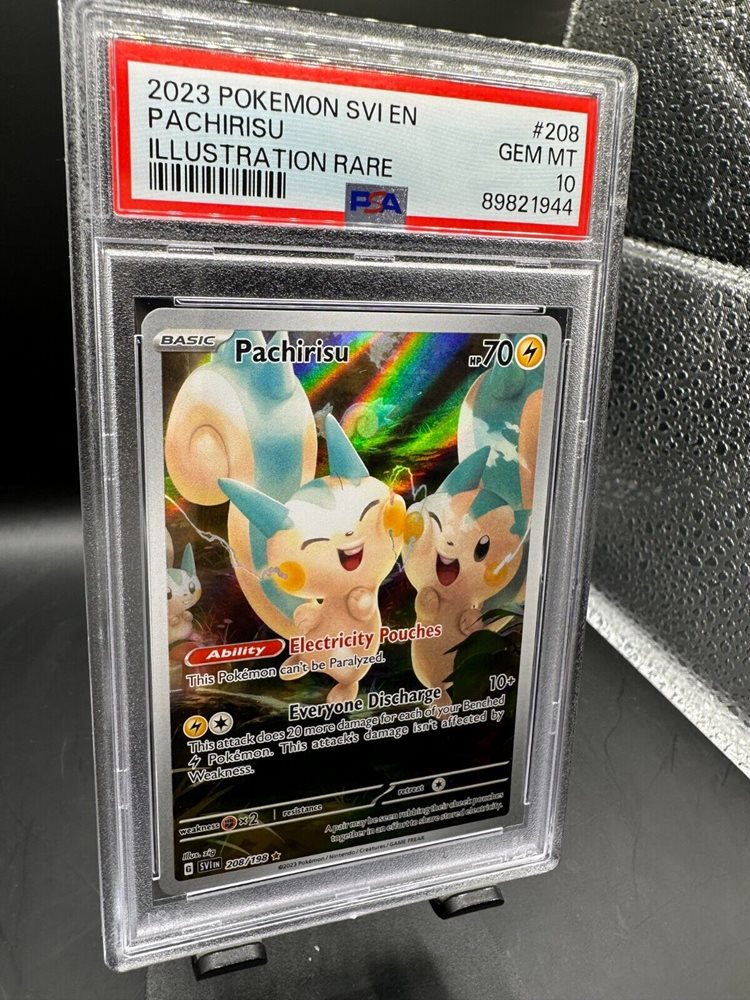 2023 POKEMON SVI EN
#208
PACHIRISU
GEM MT
ILLUSTRATION RARE
10
PSA
89821944
BASIC
Pachirisu
HP70
Ability Electricity Pouches
This Pokémon can't be Paralyzed.
Everyone Discharge 10+
This attack does 20 more damage for each of your Benched
Pokémon. This attack's damage isn't affected by
Weakness.
weakness ×2 resistance retreat
A pair may be seen rubbing their cheek pouches
together in an effort to share stored electricity.
Illus. zig
G SVI EN 208/198 ★
©2023 Pokémon / Nintendo / Creatures / GAME FREAK